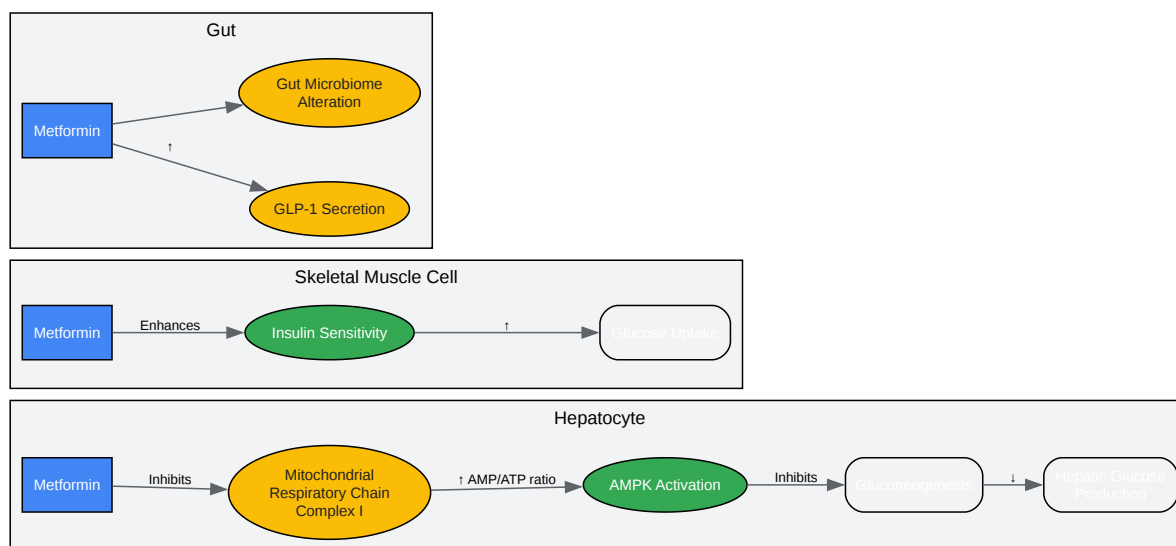 Gut
Gut Microbiome
Alteration
Metformin
↑
GLP-1 Secretion
Skeletal Muscle Cell
Metformin
Enhances
Insulin Sensitivity
↑
Glucose Uptake
Hepatocyte
Metformin
Inhibits
Mitochondrial
Respiratory Chain
Complex I
↑ AMP/ATP ratio
AMPK Activation
Inhibits
Gluconeogenesis
↓
Hepatic Glucose
Production